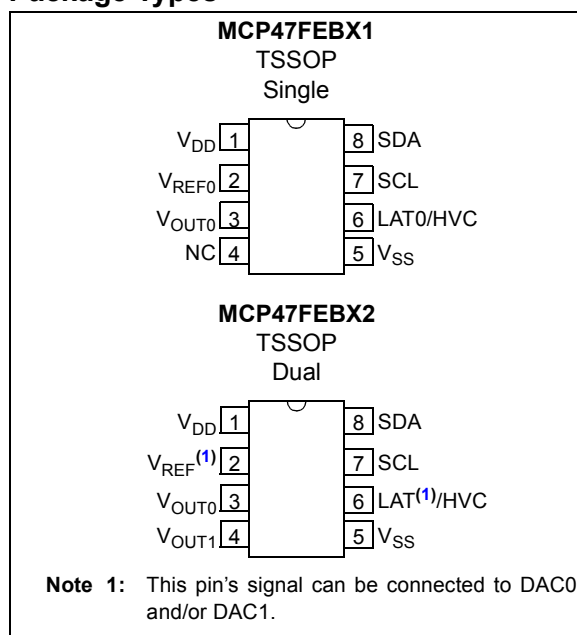 Package Types
MCP47FEBX1
TSSOP
Single
VDD 1 8 SDA
VREF0 2 7 SCL
VOUT0 3 6 LAT0/HVC
NC 4 5 VSS
MCP47FEBX2
TSSOP
Dual
VDD 1 8 SDA
VREF(1) 2 7 SCL
VOUT0 3 6 LAT(1)/HVC
VOUT1 4 5 VSS
Note 1: This pin's signal can be connected to DAC0
and/or DAC1.